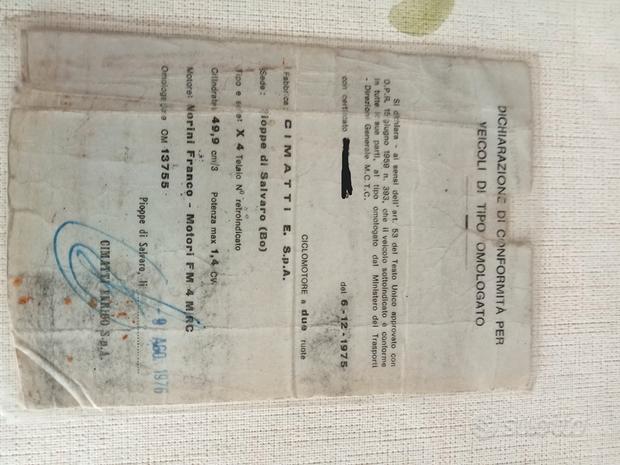 DICHIARAZIONE DI CONFORMITÀ PER
VEICOLI DI TIPO OMOLOGATO
Si dichiara - ai sensi dell'art. 53 del Testo Unico approvato con
D.P.R. 15 giugno 1959 n. 393, che il veicolo sottoindicato è conforme
in tutte le sue parti, al tipo omologato dal Ministero dei Trasporti
- Direzione Generale M.C.T.C.
con certificato del 6-12-1975
CICLOMOTORE a due ruote
Fabbrica: CIMATTI E. S.p.A.
Sede: Pioppe di Salvaro (Bo)
Tipo e serie: X 4 Telaio N° retroindicato
Cilindrata: 49,9 cm/3 Potenza max 1,4 CV
Motore: Morini Franco - Motori FM 4 M/RC
Omologazione OM 13755
Pioppe di Salvaro, li
-9 AGO. 1976
CIMATTI S.p.A.
SUBITO